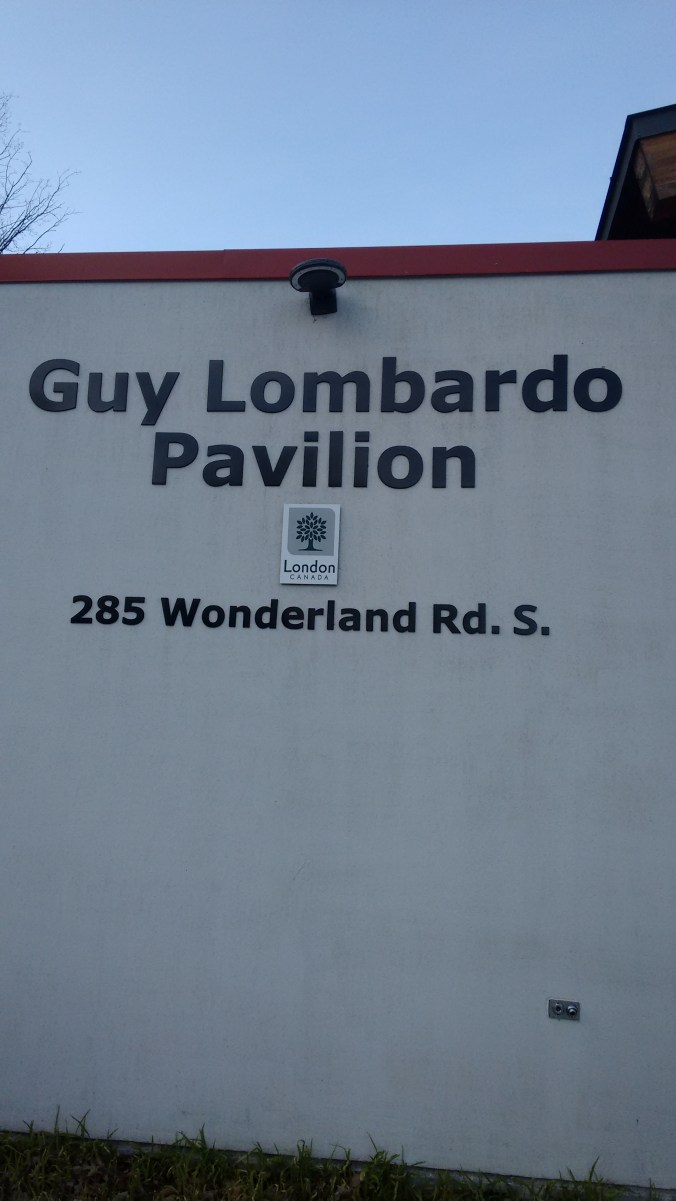 Guy Lombardo
Pavilion
London
CANADA
285 Wonderland Rd. S.